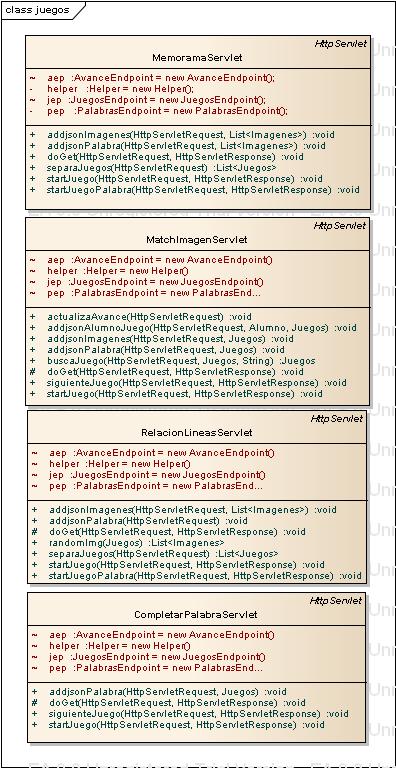 class juegos
HttpServlet
MemoramaServlet
~ aep :AvanceEndpoint = new AvanceEndpoint();
- helper :Helper = new Helper();
~ jep :JuegosEndpoint = new JuegosEndpoint();
- pep :PalabrasEndpoint = new PalabrasEndpoint();
+ addjsonImagenes(HttpServletRequest, List<Imagenes>) :void
+ addjsonPalabra(HttpServletRequest, List<Imagenes>) :void
+ doGet(HttpServletRequest, HttpServletResponse) :void
+ separaJuegos(HttpServletRequest) :List<Juegos>
+ startJuego(HttpServletRequest, HttpServletResponse) :void
+ startJuegoPalabra(HttpServletRequest, HttpServletResponse) :void
HttpServlet
MatchImagenServlet
~ aep :AvanceEndpoint = new AvanceEndpoint()
~ helper :Helper = new Helper()
~ jep :JuegosEndpoint = new JuegosEndpoint()
~ pep :PalabrasEndpoint = new PalabrasEnd...
+ actualizaAvance(HttpServletRequest) :void
+ addjsonAlumnoJuego(HttpServletRequest, Alumno, Juegos) :void
+ addjsonImagenes(HttpServletRequest, Juegos) :void
+ addjsonPalabra(HttpServletRequest, Juegos) :void
+ buscaJuego(HttpServletRequest, Juegos, String) :Juegos
# doGet(HttpServletRequest, HttpServletResponse) :void
+ siguienteJuego(HttpServletRequest, HttpServletResponse) :void
+ startJuego(HttpServletRequest, HttpServletResponse) :void
HttpServlet
RelacionLineasServlet
~ aep :AvanceEndpoint = new AvanceEndpoint()
~ helper :Helper = new Helper()
~ jep :JuegosEndpoint = new JuegosEndpoint()
~ pep :PalabrasEndpoint = new PalabrasEnd...
+ addjsonImagenes(HttpServletRequest, List<Imagenes>) :void
+ addjsonPalabra(HttpServletRequest) :void
# doGet(HttpServletRequest, HttpServletResponse) :void
+ randomImg(Juegos) :List<Imagenes>
+ separaJuegos(HttpServletRequest) :List<Juegos>
+ startJuego(HttpServletRequest, HttpServletResponse) :void
+ startJuegoPalabra(HttpServletRequest, HttpServletResponse) :void
HttpServlet
CompletarPalabraServlet
~ aep :AvanceEndpoint = new AvanceEndpoint()
~ helper :Helper = new Helper()
~ jep :JuegosEndpoint = new JuegosEndpoint()
~ pep :PalabrasEndpoint = new PalabrasEnd...
+ addjsonPalabra(HttpServletRequest, Juegos) :void
# doGet(HttpServletRequest, HttpServletResponse) :void
+ siguienteJuego(HttpServletRequest, HttpServletResponse) :void
+ startJuego(HttpServletRequest, HttpServletResponse) :void